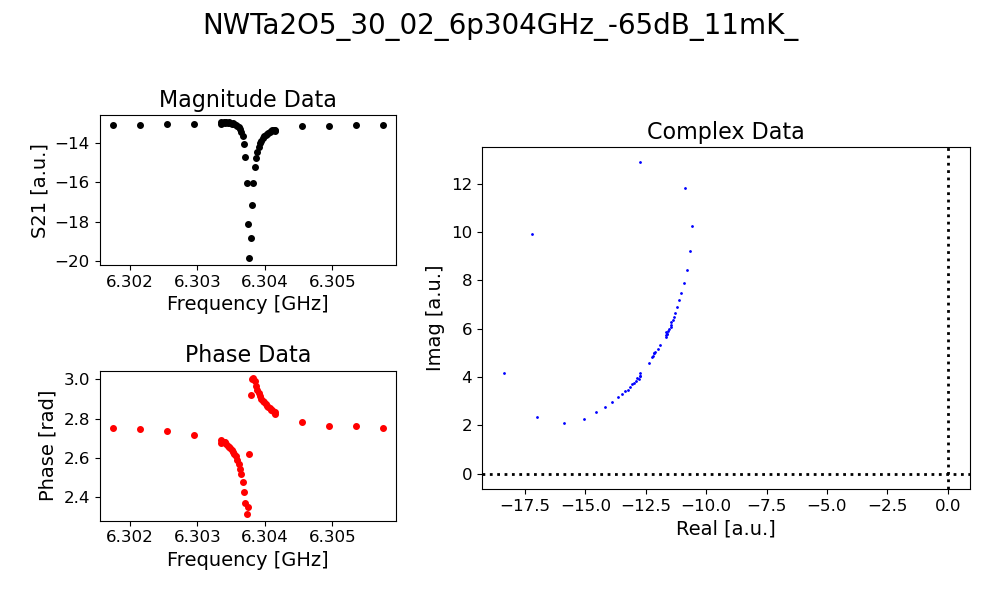 NWTa2O5_30_02_6p304GHz_-65dB_11mK_
Magnitude Data
S21 [a.u.]
−14
−16
−18
−20
6.302 6.303 6.304 6.305
Frequency [GHz]
Phase Data
Phase [rad]
3.0
2.8
2.6
2.4
6.302 6.303 6.304 6.305
Frequency [GHz]
Complex Data
Imag [a.u.]
12
10
8
6
4
2
0
−17.5 −15.0 −12.5 −10.0 −7.5 −5.0 −2.5 0.0
Real [a.u.]